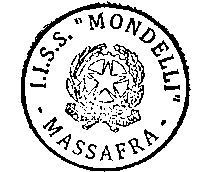 I.I.S.S. "MONDELLI"
- MASSAFRA -